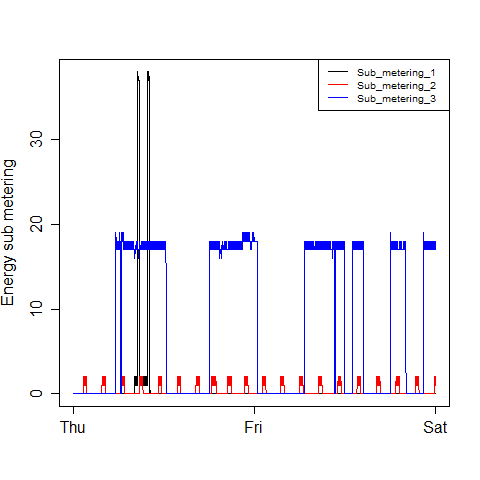 Sub_metering_1
Sub_metering_2
Sub_metering_3
Energy sub metering
30
20
10
0
Thu
Fri
Sat